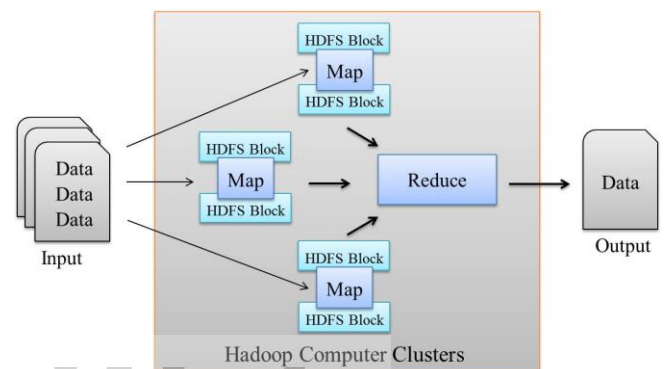 Data
Data
Data
Input
HDFS Block
Map
HDFS Block
HDFS Block
Map
HDFS Block
HDFS Block
Map
HDFS Block
Reduce
Data
Output
Hadoop Computer Clusters